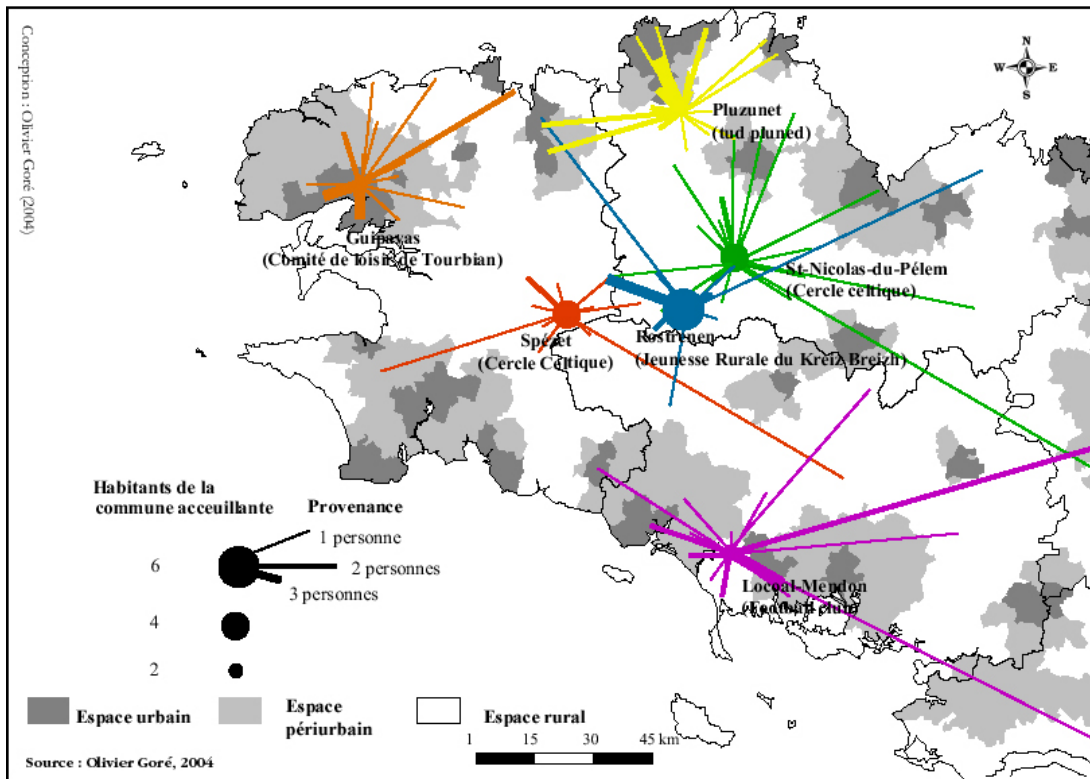 Conception : Olivier Goré (2004)
N
W E
S
Pluzunet
(tud pluned)
Guipavas
(Comité de loisir de Tourbian)
St-Nicolas-du-Pélem
(Cercle celtique)
Spézet
(Cercle Celtique)
Rostrenen
(Jeunesse Rurale du Kreiz Breizh)
Locoal-Mendon
(Football club)
Habitants de la
commune acceuillante
Provenance
1 personne
6
2 personnes
3 personnes
4
2
Espace urbain
Espace
périurbain
Espace rural
1 15 30 45 km
Source : Olivier Goré, 2004